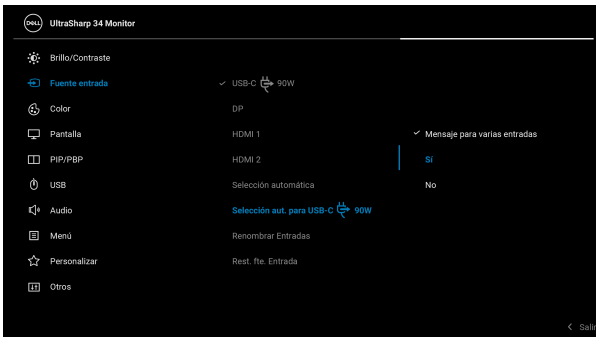 DELL UltraSharp 34 Monitor
Brillo/Contraste
Fuente entrada
Color
Pantalla
PIP/PBP
USB
Audio
Menú
Personalizar
Otros
USB-C 90W
DP
HDMI 1
HDMI 2
Selección automática
Selección aut. para USB-C 90W
Renombrar Entradas
Rest. fte. Entrada
Mensaje para varias entradas
Sí
No
Salir